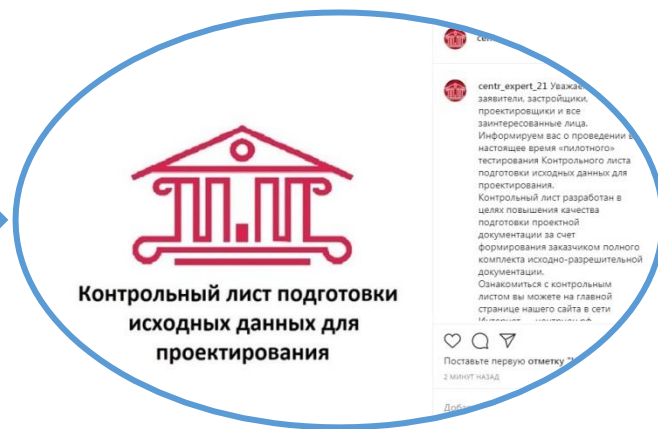 Контрольный лист подготовки
исходных данных для
проектирования
centr_expert_21
заявители, застройщики,
проектировщики и все
заинтересованные лица.
Информируем вас о проведении
настоящее время «пилотного»
тестирования Контрольного листа
подготовки исходных данных для
проектирования.
Контрольный лист разработан в
целях повышения качества
подготовки проектной
документации за счет
формирования заказчиком полного
комплекта исходно-разрешительной
документации.
Ознакомиться с контрольным
листом вы можете на главной
странице нашего сайта в сети
Поставьте первую отметку
2 МИНУТ НАЗАД